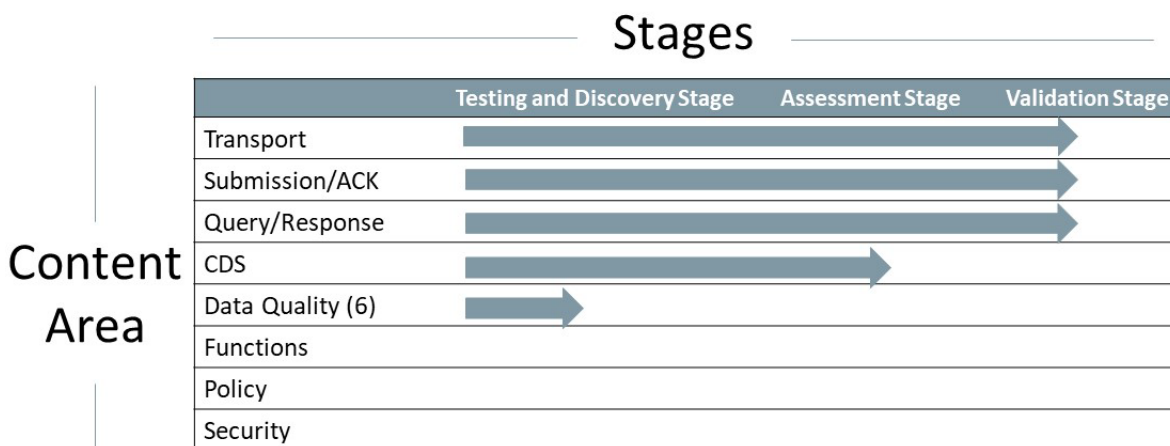 Stages
Testing and Discovery Stage Assessment Stage Validation Stage
Transport
Submission/ACK
Query/Response
CDS
Data Quality (6)
Functions
Policy
Security
Content
Area